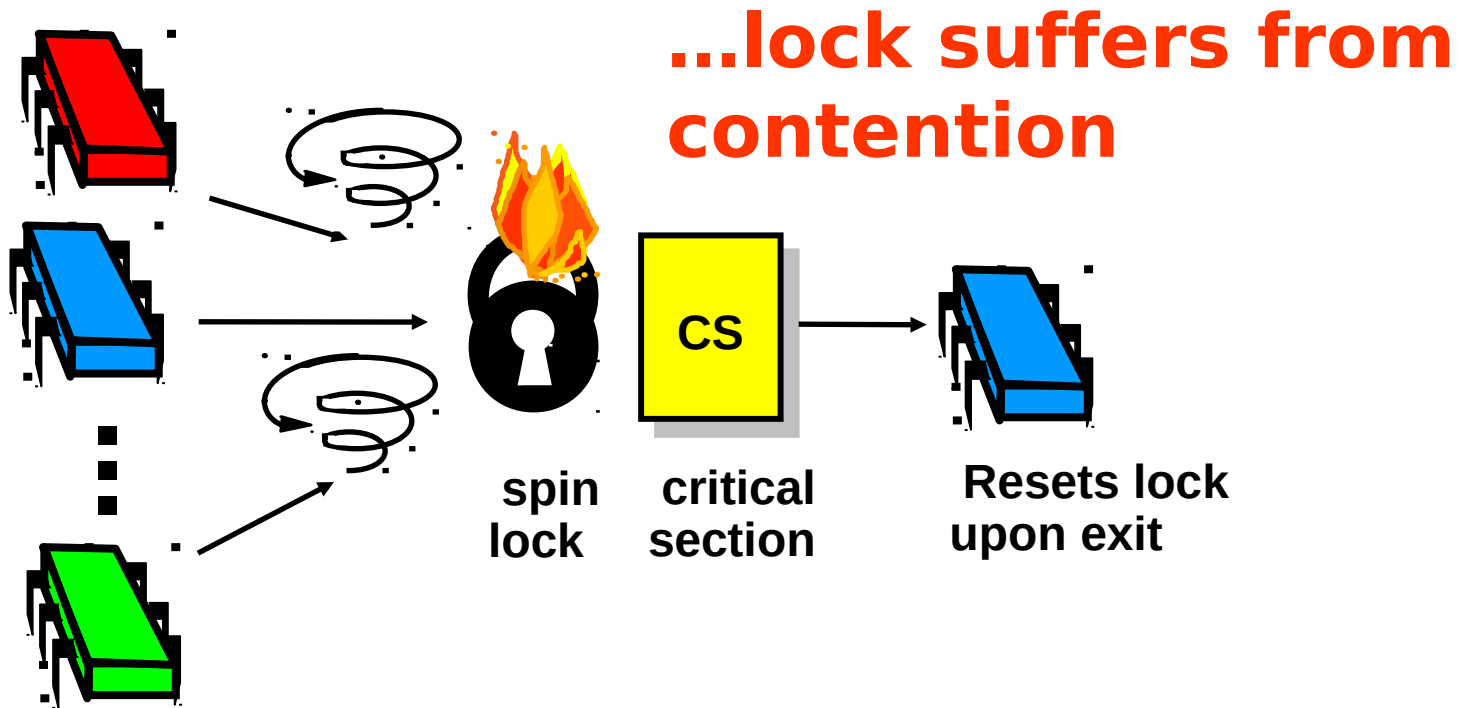 …lock suffers from
contention
CS
spin
lock
critical
section
Resets lock
upon exit